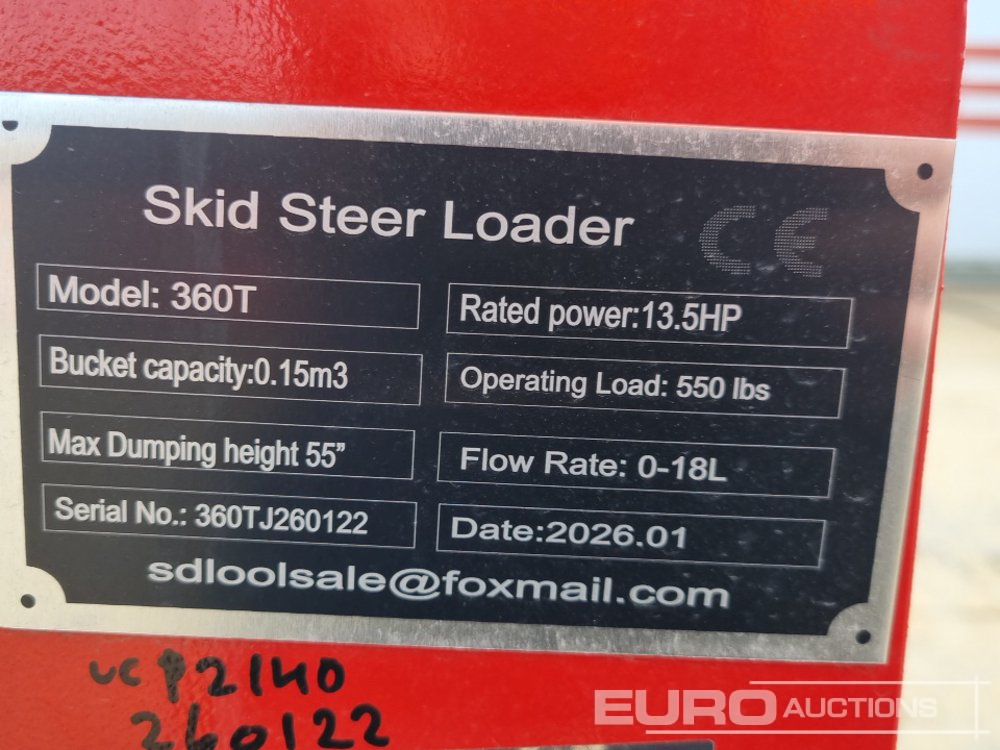 Skid Steer Loader CE
Model: 360T
Rated power:13.5HP
Bucket capacity:0.15m3
Operating Load: 550 lbs
Max Dumping height 55”
Flow Rate: 0-18L
Serial No.: 360TJ260122
Date:2026.01
sdloolsale@foxmail.com
UCP2140
260122
EURO AUCTIONS